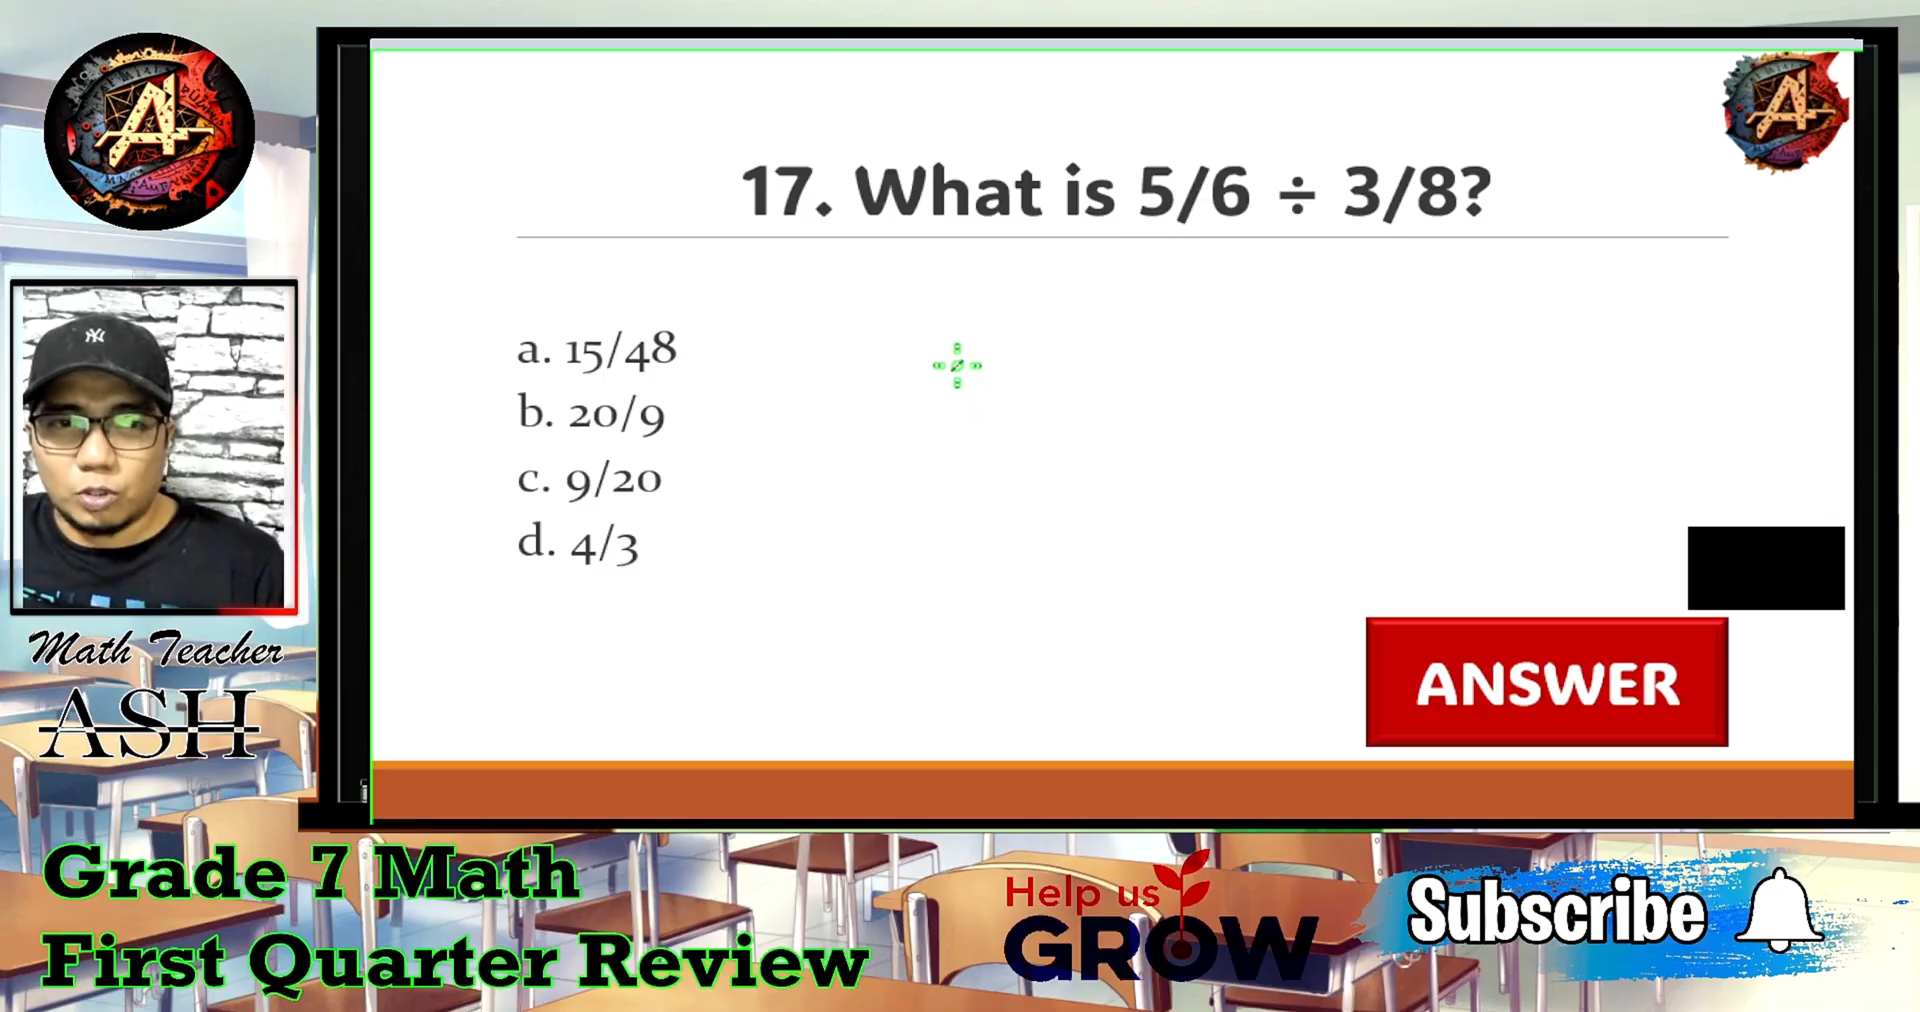 17. What is 5/6 ÷ 3/8?
a. 15/48
b. 20/9
c. 9/20
d. 4/3
ANSWER
Math Teacher
ASH
Grade 7 Math
First Quarter Review
Help us
GROW
Subscribe